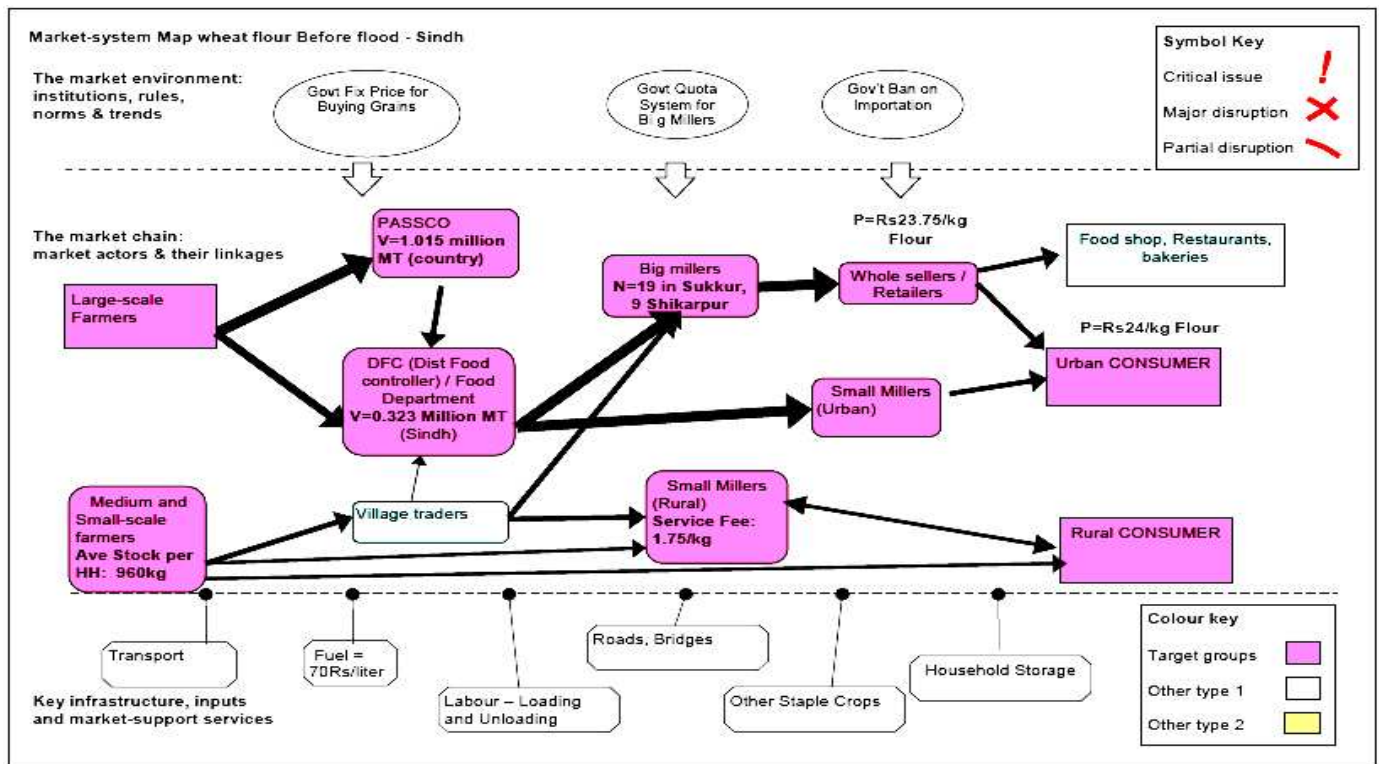 Market-system Map wheat flour Before flood - Sindh
The market environment:
institutions, rules,
norms & trends
Govt Fix Price for
Buying Grains
Govt Quota
System for
Big Millers
Gov't Ban on
Importation
Symbol Key
Critical issue
Major disruption
Partial disruption
The market chain:
market actors & their linkages
PASSCO
V=1.015 million
MT (country)
P=Rs23.75/kg
Flour
Food shop, Restaurants,
bakeries
Big millers
N=19 in Sukkur,
9 Shikarpur
Whole sellers /
Retailers
Large-scale
Farmers
P=Rs24/kg Flour
DFC (Dist Food
controller) / Food
Department
V=0.323 Million MT
(Sindh)
Urban CONSUMER
Small Millers
(Urban)
Medium and
Small-scale
farmers
Ave Stock per
HH: 960kg
Village traders
Small Millers
(Rural)
Service Fee:
1.75/kg
Rural CONSUMER
Transport
Fuel =
70Rs/liter
Labour – Loading
and Unloading
Roads, Bridges
Other Staple Crops
Household Storage
Key infrastructure, inputs
and market-support services
Colour key
Target groups
Other type 1
Other type 2